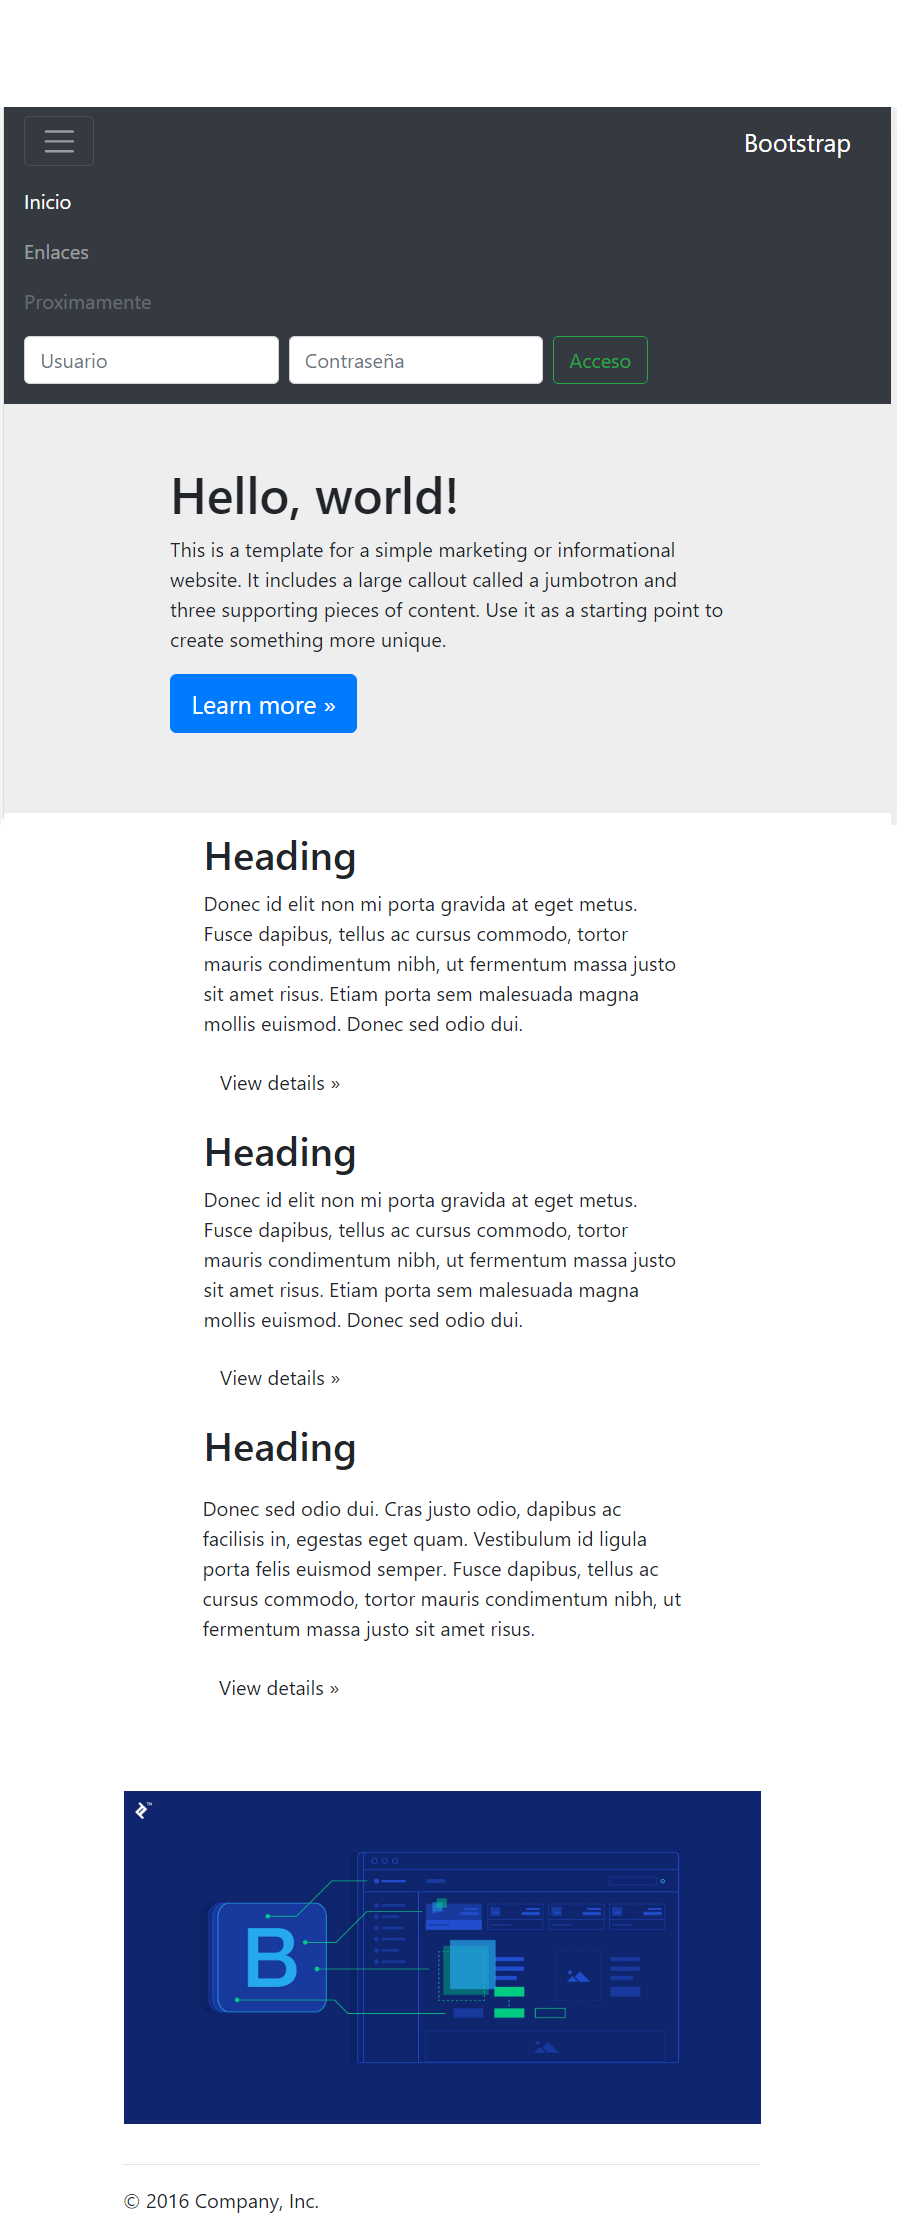 Bootstrap
Inicio
Enlaces
Proximamente
Usuario Contraseña Acceso
Hello, world!
This is a template for a simple marketing or informational
website. It includes a large callout called a jumbotron and
three supporting pieces of content. Use it as a starting point to
create something more unique.
Learn more »
Heading
Donec id elit non mi porta gravida at eget metus.
Fusce dapibus, tellus ac cursus commodo, tortor
mauris condimentum nibh, ut fermentum massa justo
sit amet risus. Etiam porta sem malesuada magna
mollis euismod. Donec sed odio dui.
View details »
Heading
Donec id elit non mi porta gravida at eget metus.
Fusce dapibus, tellus ac cursus commodo, tortor
mauris condimentum nibh, ut fermentum massa justo
sit amet risus. Etiam porta sem malesuada magna
mollis euismod. Donec sed odio dui.
View details »
Heading
Donec sed odio dui. Cras justo odio, dapibus ac
facilisis in, egestas eget quam. Vestibulum id ligula
porta felis euismod semper. Fusce dapibus, tellus ac
cursus commodo, tortor mauris condimentum nibh, ut
fermentum massa justo sit amet risus.
View details »
™
B
© 2016 Company, Inc.